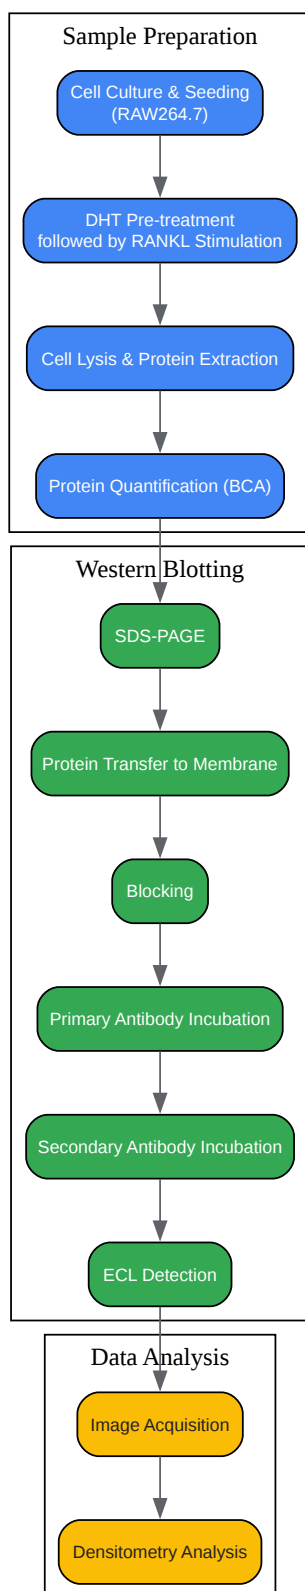 Sample Preparation
Cell Culture & Seeding
(RAW264.7)
DHT Pre-treatment
followed by RANKL Stimulation
Cell Lysis & Protein Extraction
Protein Quantification (BCA)
Western Blotting
SDS-PAGE
Protein Transfer to Membrane
Blocking
Primary Antibody Incubation
Secondary Antibody Incubation
ECL Detection
Data Analysis
Image Acquisition
Densitometry Analysis